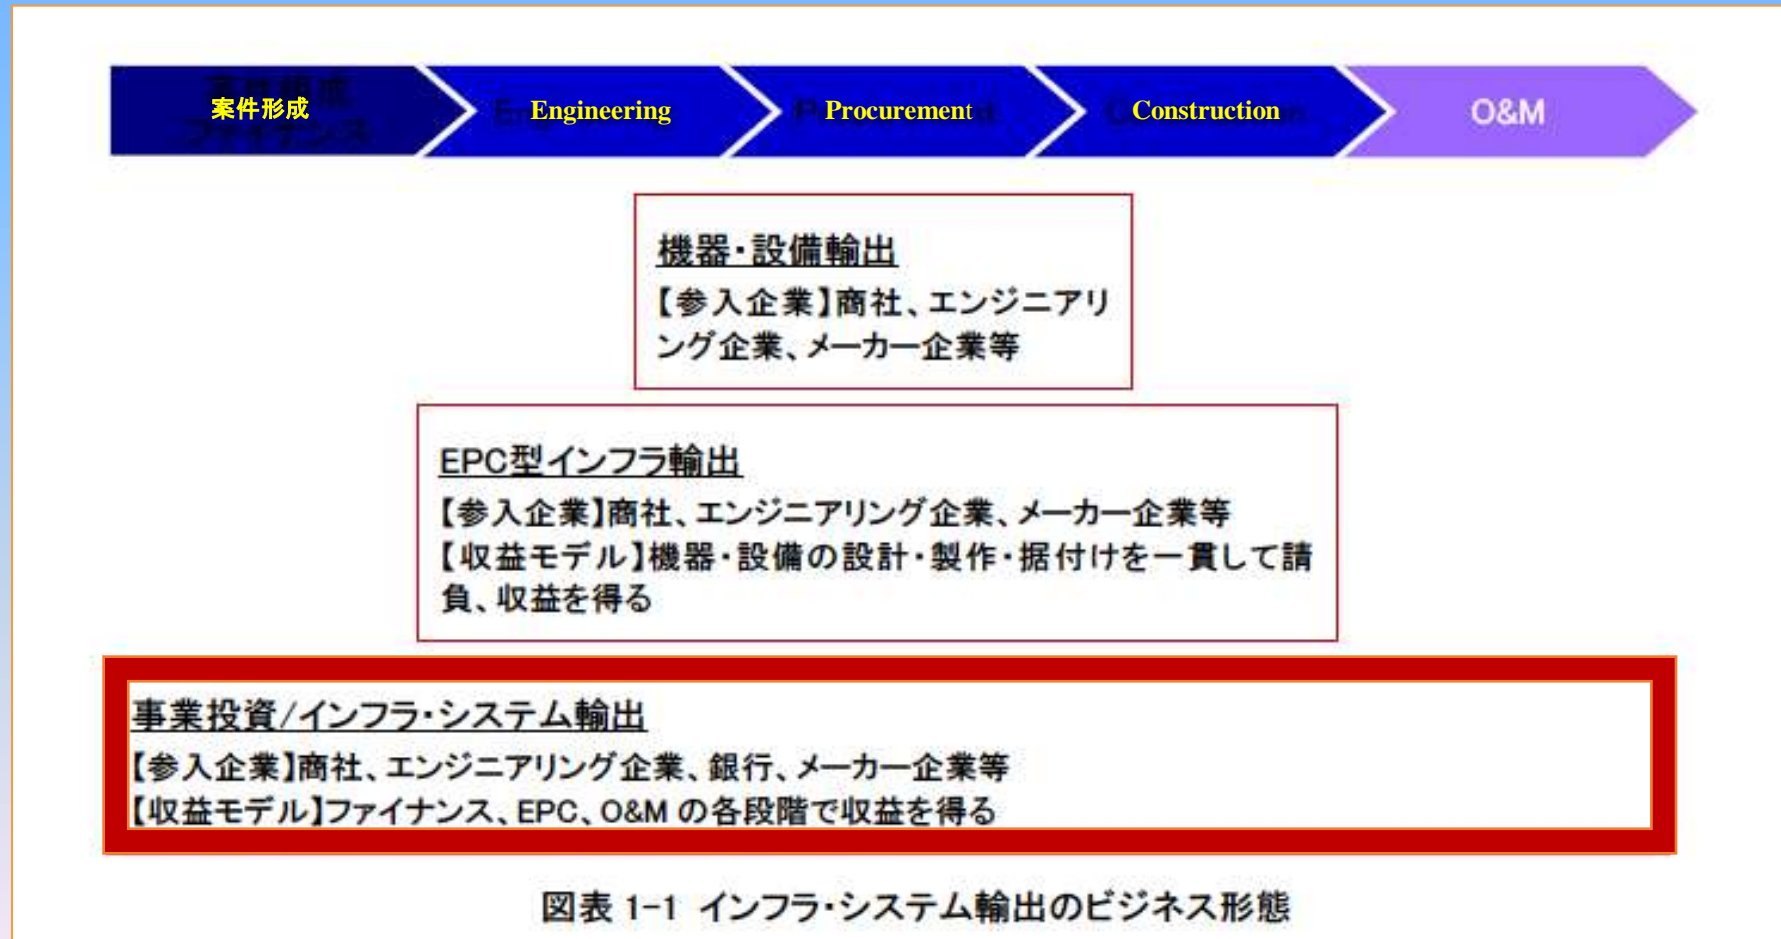 案件形成
Engineering
Procurement
Construction
O&M
機器・設備輸出
【参入企業】商社、エンジニアリ
ング企業、メーカー企業等
EPC型インフラ輸出
【参入企業】商社、エンジニアリング企業、メーカー企業等
【収益モデル】機器・設備の設計・製作・据付けを一貫して請
負、収益を得る
事業投資/インフラ・システム輸出
【参入企業】商社、エンジニアリング企業、銀行、メーカー企業等
【収益モデル】ファイナンス、EPC、O&M の各段階で収益を得る
図表 1-1 インフラ・システム輸出のビジネス形態